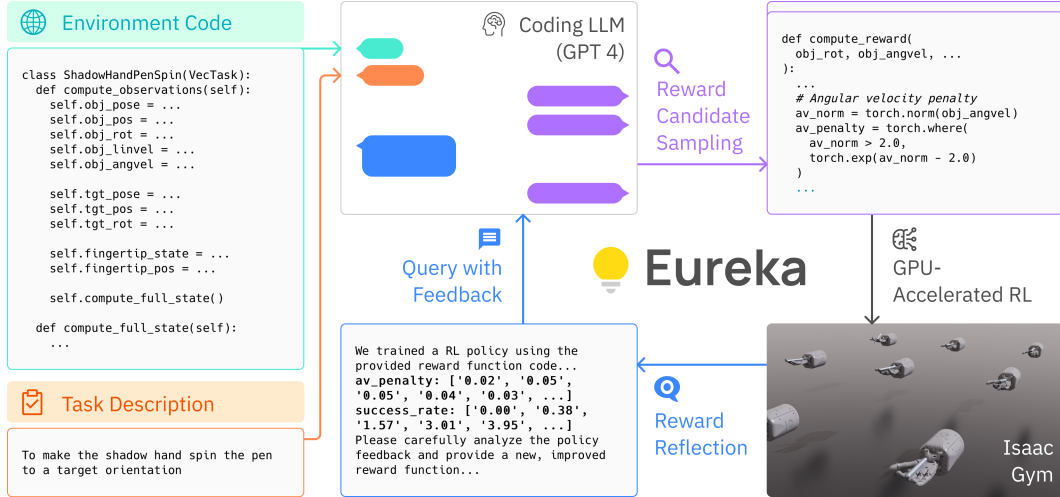 Environment Code
class ShadowHandPenSpin(VecTask):
  def compute_observations(self):
    self.obj_pose = ...
    self.obj_pos = ...
    self.obj_rot = ...
    self.obj_linvel = ...
    self.obj_angvel = ...
    self.tgt_pose = ...
    self.tgt_pos = ...
    self.tgt_rot = ...
    self.fingertip_state = ...
    self.fingertip_pos = ...
    self.compute_full_state()
  def compute_full_state(self):
    ...
Task Description
To make the shadow hand spin the pen
to a target orientation
Coding LLM
(GPT 4)
Reward
Candidate
Sampling
def compute_reward(
  obj_rot, obj_angvel, ...
):
  ...
  # Angular velocity penalty
  av_norm = torch.norm(obj_angvel)
  av_penalty = torch.where(
    av_norm > 2.0,
    torch.exp(av_norm - 2.0)
  )
  ...
Query with
Feedback
Eureka
GPU-
Accelerated RL
We trained a RL policy using the
provided reward function code...
av_penalty: ['0.02', '0.05',
'0.05', '0.04', '0.03', ...]
success_rate: ['0.00', '0.38',
'1.57', '3.01', '3.95', ...]
Please carefully analyze the policy
feedback and provide a new, improved
reward function...
Reward
Reflection
Isaac
Gym